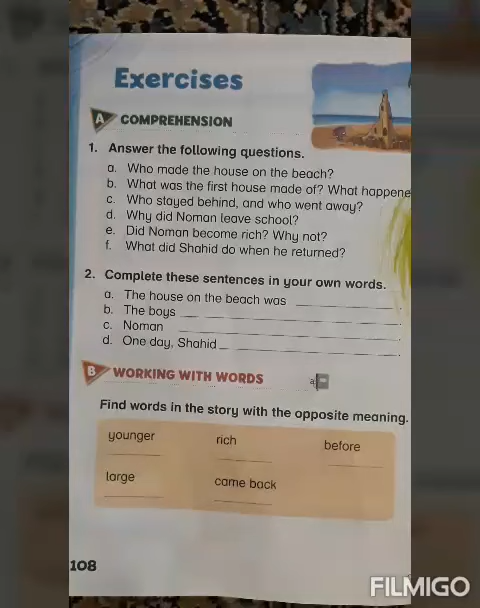 Exercises
A COMPREHENSION
1. Answer the following questions.
a. Who made the house on the beach?
b. What was the first house made of? What happene
c. Who stayed behind, and who went away?
d. Why did Noman leave school?
e. Did Noman become rich? Why not?
f. What did Shahid do when he returned?
2. Complete these sentences in your own words.
a. The house on the beach was ____________.
b. The boys ____________.
c. Noman ____________.
d. One day, Shahid ____________.
B WORKING WITH WORDS
Find words in the story with the opposite meaning.
younger rich before
large came back
108
FILMIGO